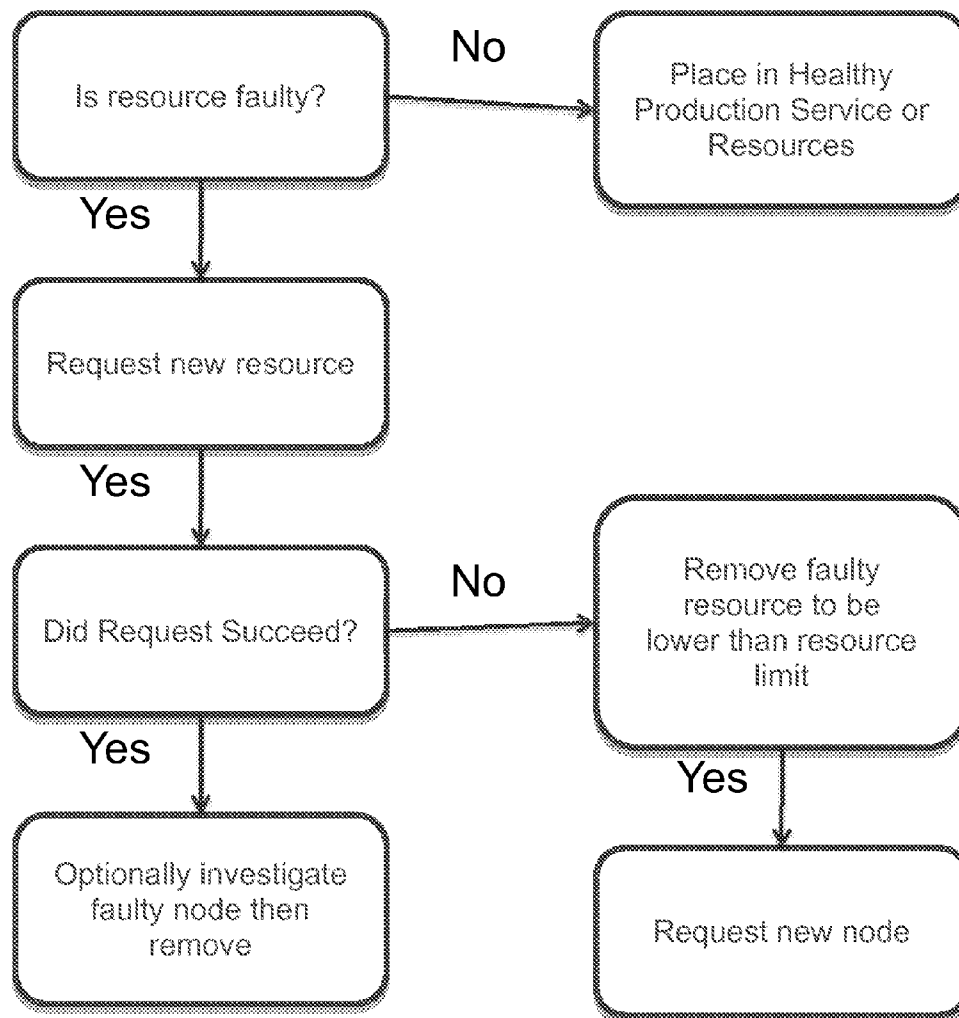 Is resource faulty?
No
Place in Healthy
Production Service or
Resources
Yes
Request new resource
Yes
Did Request Succeed?
No
Remove faulty
resource to be
lower than resource
limit
Yes
Yes
Optionally investigate
faulty node then
remove
Request new node